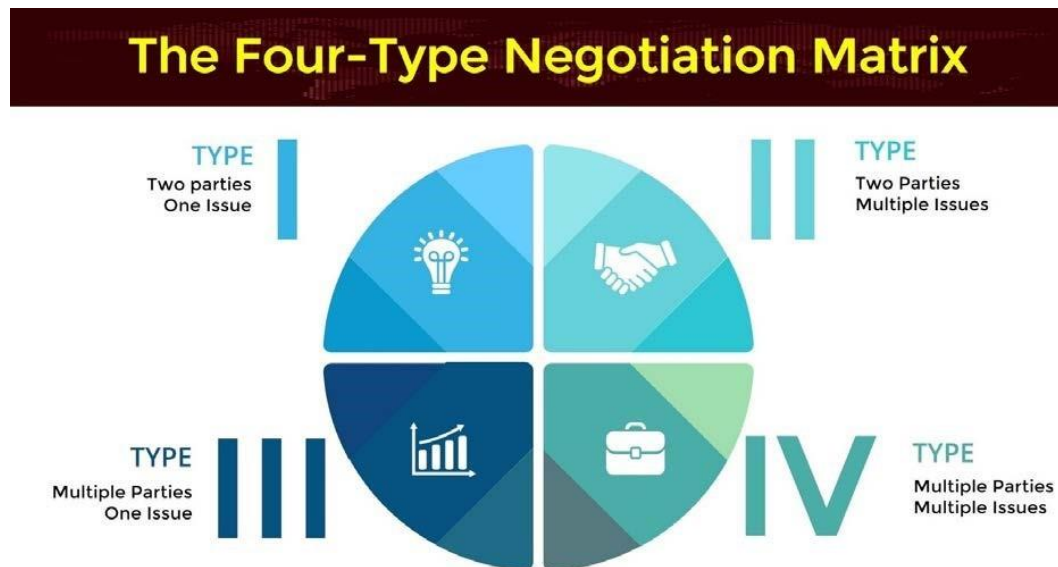 The Four-Type Negotiation Matrix
TYPE I
Two parties
One Issue
TYPE II
Two Parties
Multiple Issues
TYPE III
Multiple Parties
One Issue
TYPE IV
Multiple Parties
Multiple Issues